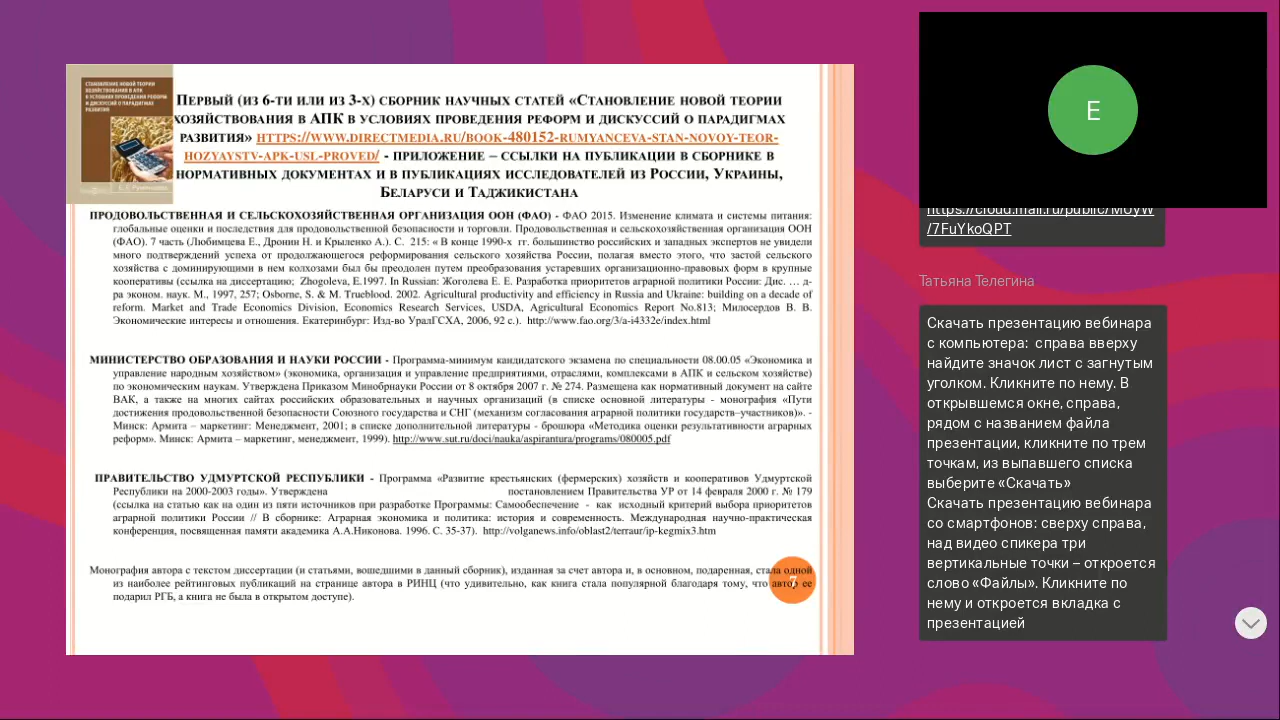 СТАНОВЛЕНИЕ НОВОЙ ТЕОРИИ
ХОЗЯЙСТВОВАНИЯ В АПК
В УСЛОВИЯХ ПРОВЕДЕНИЯ РЕФОРМ
И ДИСКУССИЙ О ПАРАДИГМАХ
РАЗВИТИЯ
Е. Е. Румянцева
ПЕРВЫЙ (ИЗ 6-ТИ ИЛИ ИЗ 3-Х) СБОРНИК НАУЧНЫХ СТАТЕЙ «СТАНОВЛЕНИЕ НОВОЙ ТЕОРИИ
ХОЗЯЙСТВОВАНИЯ В АПК В УСЛОВИЯХ ПРОВЕДЕНИЯ РЕФОРМ И ДИСКУССИЙ О ПАРАДИГМАХ
РАЗВИТИЯ» HTTPS://WWW.DIRECTMEDIA.RU/BOOK-480152-RUMYANCEVA-STAN-NOVOY-TEOR-
HOZYAYSTV-APK-USL-PROVED/ - ПРИЛОЖЕНИЕ – ССЫЛКИ НА ПУБЛИКАЦИИ В СБОРНИКЕ В
НОРМАТИВНЫХ ДОКУМЕНТАХ И В ПУБЛИКАЦИЯХ ИССЛЕДОВАТЕЛЕЙ ИЗ РОССИИ, УКРАИНЫ,
БЕЛАРУСИ И ТАДЖИКИСТАНА
ПРОДОВОЛЬСТВЕННАЯ И СЕЛЬСКОХОЗЯЙСТВЕННАЯ ОРГАНИЗАЦИЯ ООН (ФАО) - ФАО 2015. Изменение климата и системы питания:
глобальные оценки и последствия для продовольственной безопасности и торговли. Продовольственная и сельскохозяйственная организация ООН
(ФАО). 7 часть (Любимцева Е., Дронин Н. и Крыленко А.). С. 215: « В конце 1990-х гг. большинство российских и западных экспертов не увидели
много подтверждений успеха от продолжающегося реформирования сельского хозяйства России, полагая вместо этого, что застой сельского
хозяйства с доминирующими в нем колхозами был бы преодолен путем преобразования устаревших организационно-правовых форм в крупные
кооперативы (ссылка на диссертацию; Zhogoleva, E.1997. In Russian: Жоголева Е. Е. Разработка приоритетов аграрной политики России: Дис. … д-
ра эконом. наук. М., 1997, 257; Osborne, S. & M. Trueblood. 2002. Agricultural productivity and efficiency in Russia and Ukraine: building on a decade of
reform. Market and Trade Economics Division, Economics Research Services, USDA, Agricultural Economics Report No.813; Милосердов В. В.
Экономические интересы и отношения. Екатеринбург: Изд-во УралГСХА, 2006, 92 с.). http://www.fao.org/3/a-i4332e/index.html
МИНИСТЕРСТВО ОБРАЗОВАНИЯ И НАУКИ РОССИИ - Программа-минимум кандидатского экзамена по специальности 08.00.05 «Экономика и
управление народным хозяйством» (экономика, организация и управление предприятиями, отраслями, комплексами в АПК и сельском хозяйстве)
по экономическим наукам. Утверждена Приказом Минобрнауки России от 8 октября 2007 г. № 274. Размещена как нормативный документ на сайте
ВАК, а также на многих сайтах российских образовательных и научных организаций (в списке основной литературы - монография «Пути
достижения продовольственной безопасности Союзного государства и СНГ (механизм согласования аграрной политики государств–участников)». -
Минск: Армита – маркетинг: Менеджмент, 2001; в списке дополнительной литературы - брошюра «Методика оценки результативности аграрных
реформ». Минск: Армита – маркетинг, менеджмент, 1999). http://www.sut.ru/doci/nauka/aspirantura/programs/080005.pdf
ПРАВИТЕЛЬСТВО УДМУРТСКОЙ РЕСПУБЛИКИ - Программа «Развитие крестьянских (фермерских) хозяйств и кооперативов Удмуртской
Республики на 2000-2003 годы». Утверждена постановлением Правительства УР от 14 февраля 2000 г. № 179
(ссылка на статью как на один из пяти источников при разработке Программы: Самообеспечение - как исходный критерий выбора приоритетов
аграрной политики России // В сборнике: Аграрная экономика и политика: история и современность. Международная научно-практическая
конференция, посвященная памяти академика А.А.Никонова. 1996. С. 35-37). http://volganews.info/oblast2/terraur/ip-kegmix3.htm
Монография автора с текстом диссертации (и статьями, вошедшими в данный сборник), изданная за счет автора и, в основном, подаренная, стала одной
из наиболее рейтинговых публикаций на странице автора в РИНЦ (что удивительно, как книга стала популярной благодаря тому, что автор ее
подарил РГБ, а книга не была в открытом доступе).
7
E
https://cloud.mail.ru/public/MUyW
/7FuYkoQPT
Татьяна Телегина
Скачать презентацию вебинара
с компьютера: справа вверху
найдите значок лист с загнутым
уголком. Кликните по нему. В
открывшемся окне, справа,
рядом с названием файла
презентации, кликните по трем
точкам, из выпавшего списка
выберите «Скачать»
Скачать презентацию вебинара
со смартфонов: сверху справа,
над видео спикера три
вертикальные точки – откроется
слово «Файлы». Кликните по
нему и откроется вкладка с
презентацией